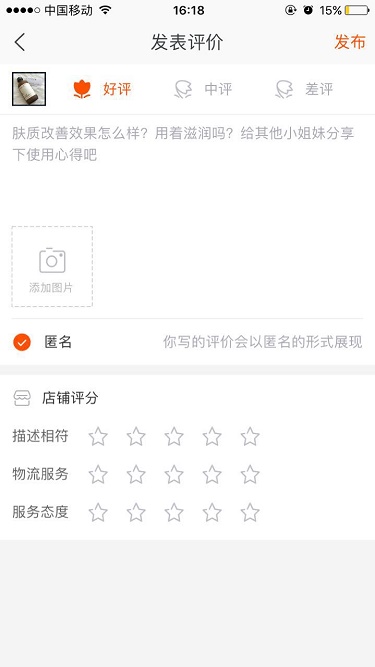 中国移动 16:18 15%
发表评价 发布
好评 中评 差评
肤质改善效果怎么样？用着滋润吗？给其他小姐妹分享
下使用心得吧
添加图片
匿名 你写的评价会以匿名的形式展现
店铺评分
描述相符
物流服务
服务态度